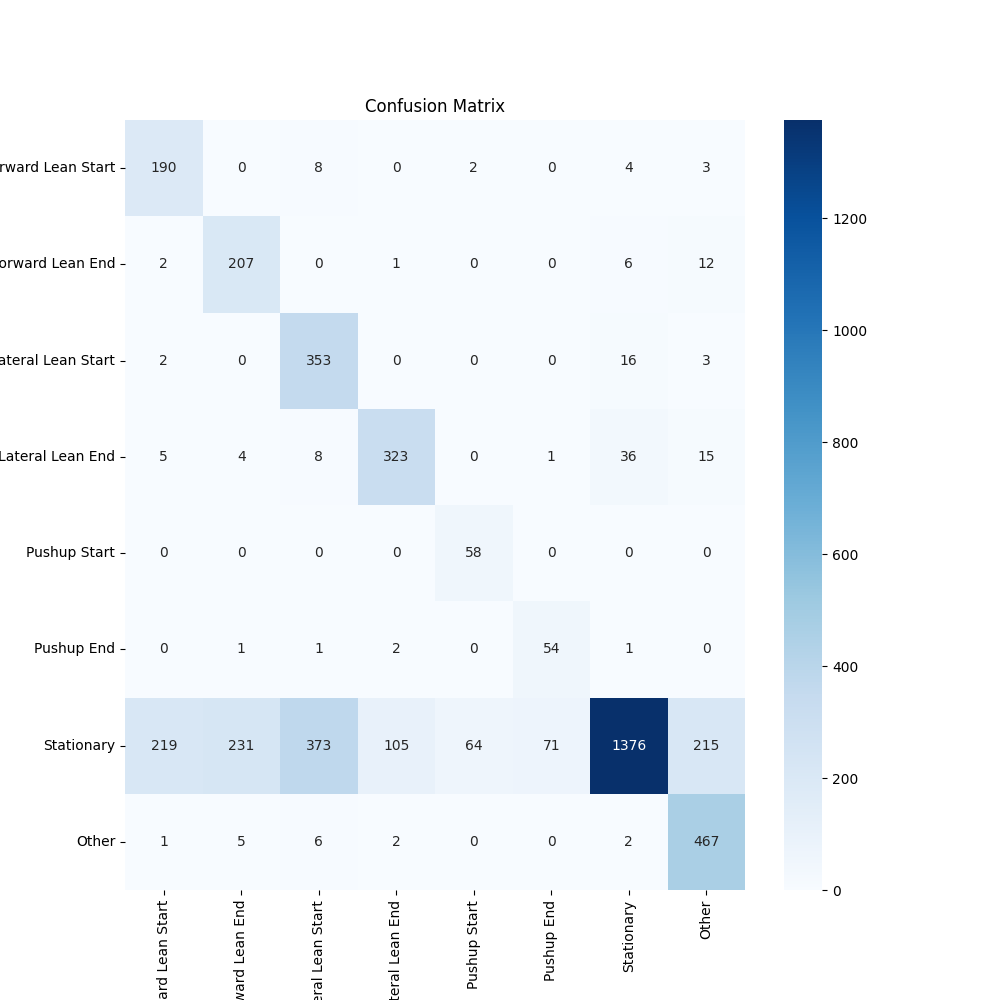 Confusion Matrix
rward Lean Start 190 0 8 0 2 0 4 3
orward Lean End 2 207 0 1 0 0 6 12
ateral Lean Start 2 0 353 0 0 0 16 3
Lateral Lean End 5 4 8 323 0 1 36 15
Pushup Start 0 0 0 0 58 0 0 0
Pushup End 0 1 1 2 0 54 1 0
Stationary 219 231 373 105 64 71 1376 215
Other 1 5 6 2 0 0 2 467
ard Lean Start
ward Lean End
eral Lean Start
teral Lean End
Pushup Start
Pushup End
Stationary
Other
1200
1000
800
600
400
200
0